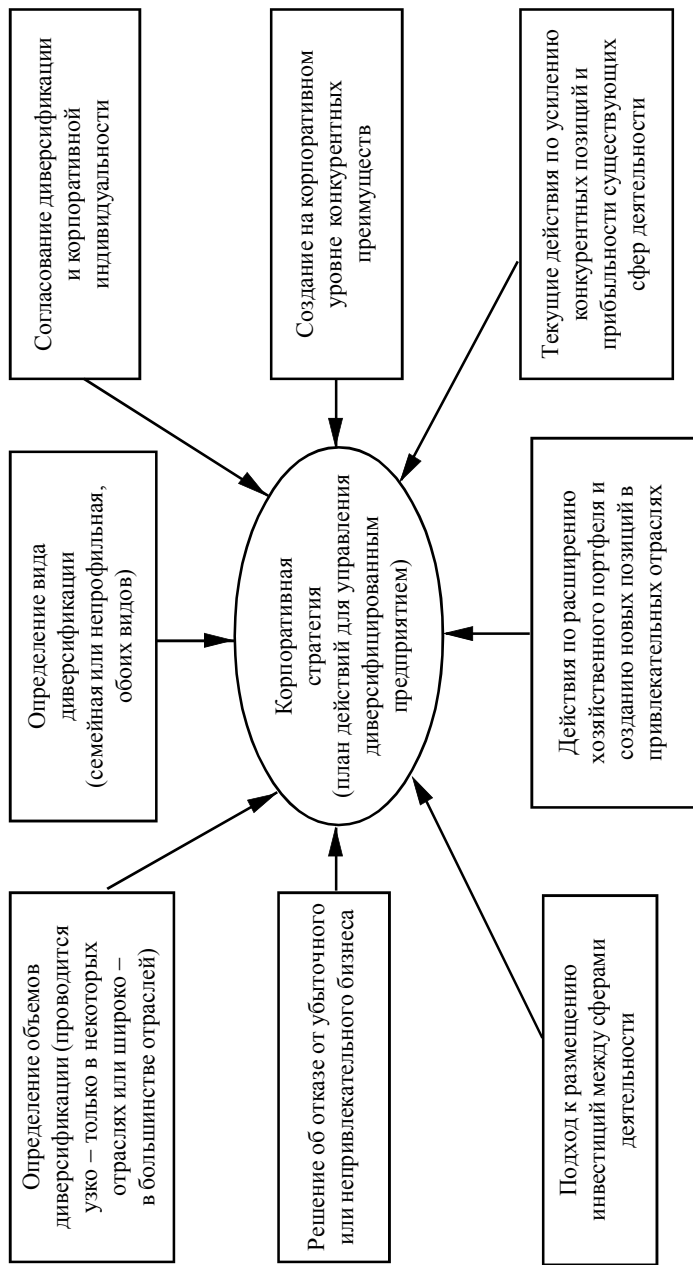 Определение объемов
диверсификации (проводится
узко – только в некоторых
отраслях или широко –
в большинстве отраслей)
Определение вида
диверсификации
(семейная или непрофильная,
обоих видов)
Согласование диверсификации
и корпоративной
индивидуальности
Решение об отказе от убыточного
или непривлекательного бизнеса
Корпоративная
стратегия
(план действий для управления
диверсифицированным
предприятием)
Создание на корпоративном
уровне конкурентных
преимуществ
Подход к размещению
инвестиций между сферами
деятельности
Действия по расширению
хозяйственного портфеля и
созданию новых позиций в
привлекательных отраслях
Текущие действия по усилению
конкурентных позиций и
прибыльности существующих
сфер деятельности